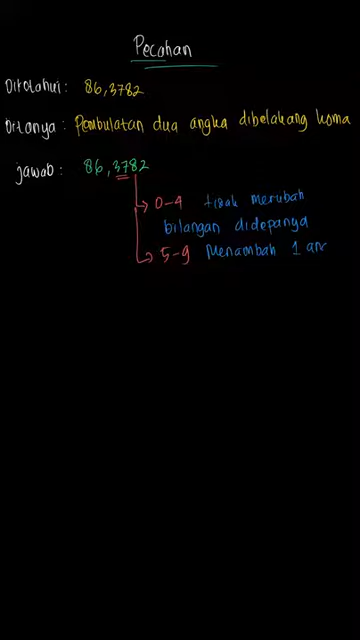 Pecahan
Diketahui : 86,3782
Ditanya : Pembulatan dua angka dibelakang koma
jawab : 86,3782
0-4 tidak merubah
bilangan didepanya
5-9 Menambah 1 an